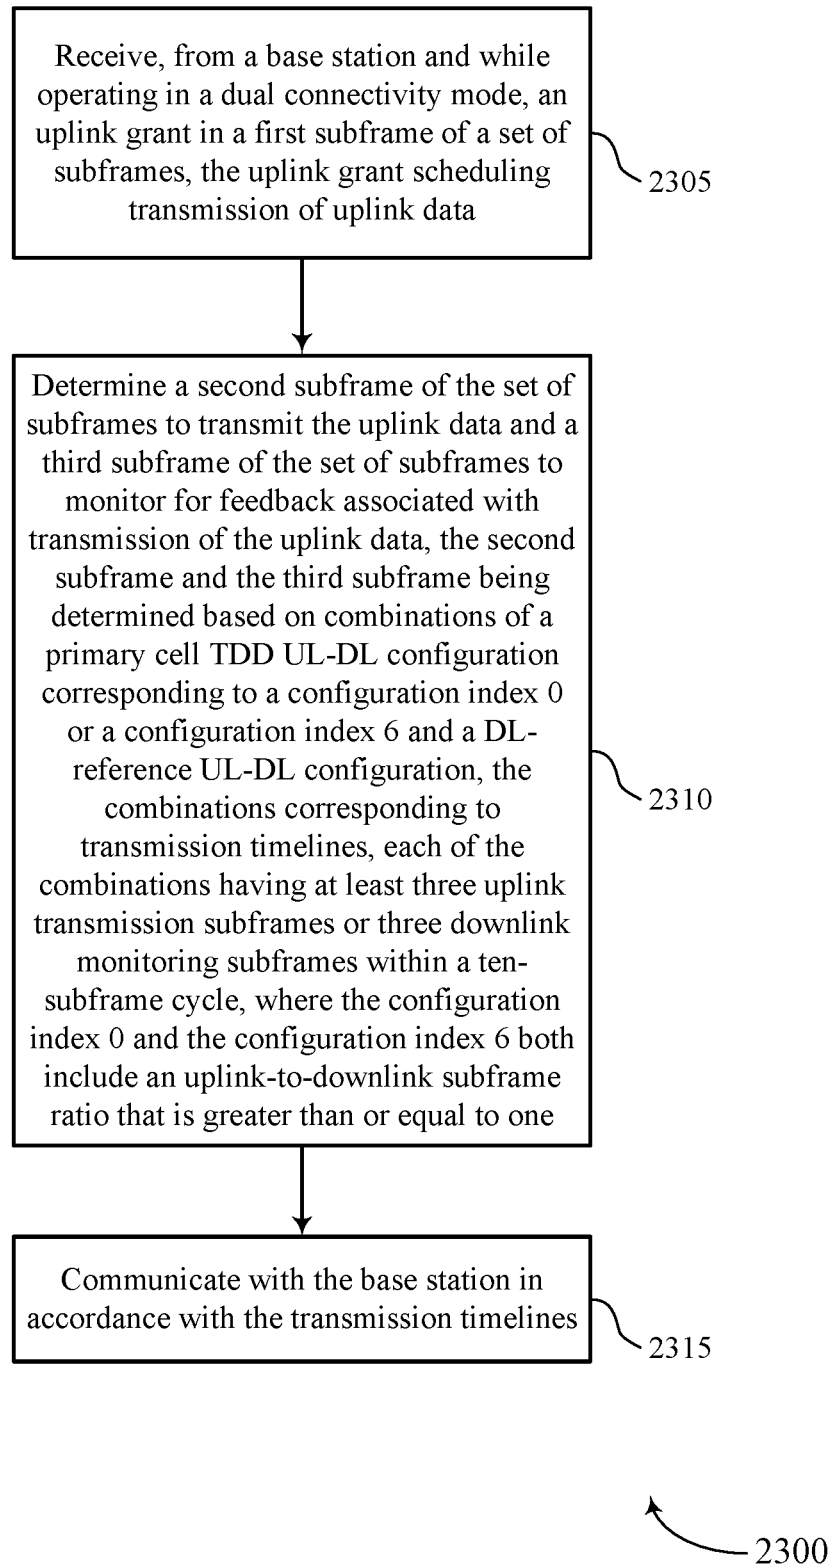 Receive, from a base station and while
operating in a dual connectivity mode, an
uplink grant in a first subframe of a set of
subframes, the uplink grant scheduling
transmission of uplink data
2305
Determine a second subframe of the set of
subframes to transmit the uplink data and a
third subframe of the set of subframes to
monitor for feedback associated with
transmission of the uplink data, the second
subframe and the third subframe being
determined based on combinations of a
primary cell TDD UL-DL configuration
corresponding to a configuration index 0
or a configuration index 6 and a DL-
reference UL-DL configuration, the
combinations corresponding to
transmission timelines, each of the
combinations having at least three uplink
transmission subframes or three downlink
monitoring subframes within a ten-
subframe cycle, where the configuration
index 0 and the configuration index 6 both
include an uplink-to-downlink subframe
ratio that is greater than or equal to one
2310
Communicate with the base station in
accordance with the transmission timelines
2315
2300